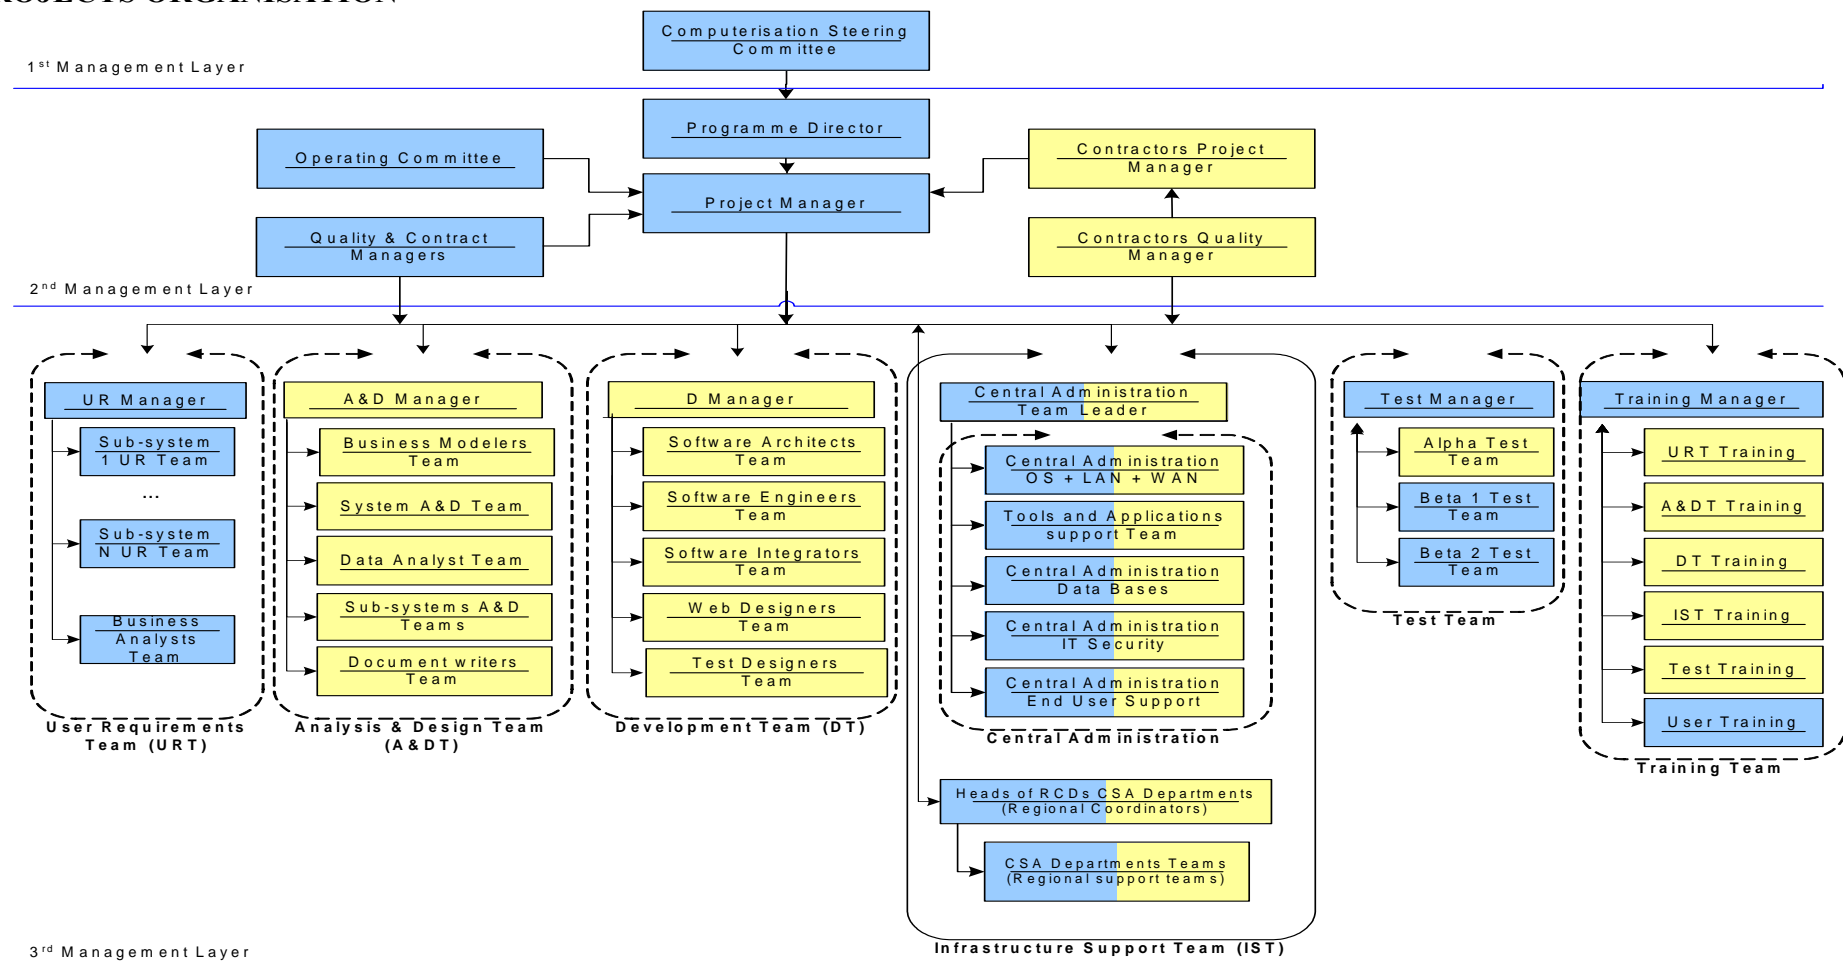 PROJECTS ORGANISATION
Computerisation Steering
Committee
1st Management Layer
Programme Director
Operating Committee
Contractors Project
Manager
Project Manager
Quality & Contract
Managers
Contractors Quality
Manager
2nd Management Layer
UR Manager
Sub-system
1 UR Team
...
Sub-system
N UR Team
Business
Analysts
Team
User Requirements
Team (URT)
A&D Manager
Business Modelers
Team
System A&D Team
Data Analyst Team
Sub-systems A&D
Teams
Document writers
Team
Analysis & Design Team
(A&DT)
D Manager
Software Architects
Team
Software Engineers
Team
Software Integrators
Team
Web Designers
Team
Test Designers
Team
Development Team (DT)
Central Administration
Team Leader
Central Administration
OS + LAN + WAN
Tools and Applications
support Team
Central Administration
Data Bases
Central Administration
IT Security
Central Administration
End User Support
Central Administration
Heads of RCDs CSA Departments
(Regional Coordinators)
CSA Departments Teams
(Regional support teams)
Infrastructure Support Team (IST)
Test Manager
Alpha Test
Team
Beta 1 Test
Team
Beta 2 Test
Team
Test Team
Training Manager
URT Training
A&DT Training
DT Training
IST Training
Test Training
User Training
Training Team
3rd Management Layer